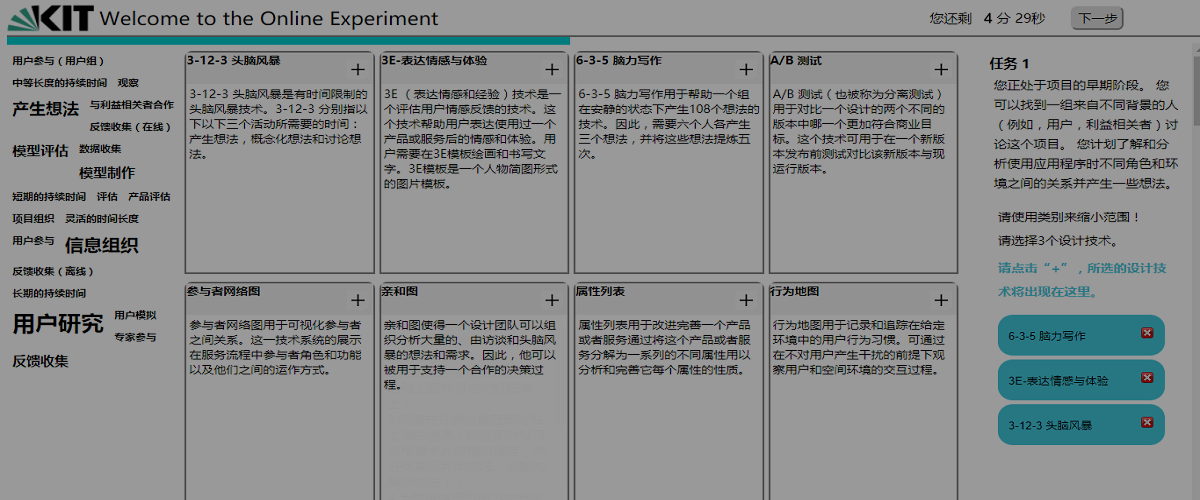 KIT Welcome to the Online Experiment
您还剩 4 分 29秒
下一步
用户参与（用户组）
中等长度的持续时间 观察
产生想法 与利益相关者合作
反馈收集（在线）
模型评估 数据收集
模型制作
短期的持续时间 评估 产品评估
项目组织 灵活的时间长度
用户参与 信息组织
反馈收集（离线）
长期的持续时间
用户研究 用户模拟
专家参与
反馈收集
3-12-3 头脑风暴 +
3-12-3 头脑风暴是有时间限制的
头脑风暴技术。3-12-3 分别指以
下以下三个活动所需要的时间：
产生想法，概念化想法和讨论想
法。
3E-表达情感与体验 +
3E （ 表达情感和经验）技术是一
个评估用户情感反馈的技术。这
个技术帮助用户表达使用过一个
产品或服务后的情感和体验。用
户需要在3E模板绘画和书写文
字。3E模板是一个人物简图形式
的图片模板。
6-3-5 脑力写作 +
6-3-5 脑力写作用于帮助一个组
在安静的状态下产生108个想法的
技术。因此，需要六个人各产生
三个想法，并将这些想法提炼五
次。
A/B 测试 +
A/B 测试（也被称为分离测试）
用于对比一个设计的两个不同的
版本中哪一个更加符合商业目
标。这个技术可用于在一个新版
本发布前测试对比该新版本与现
运行版本。
参与者网络图 +
参与者网络图用于可视化参与者
之间关系。这一技术系统的展示
在服务流程中参与者角色和功能
以及他们之间的运作方式。
亲和图 +
亲和图使得一个设计团队可以组
织分析大量的、由访谈和头脑风
暴的想法和需求。因此，他可以
被用于支持一个合作的决策过
程。
属性列表 +
属性列表用于改进完善一个产品
或者服务通过将这个产品或者服
务分解为一系列的不同属性用以
分析和完善它每个属性的性质。
行为地图 +
行为地图用于记录和追踪在给定
环境中的用户行为习惯。可通过
在不对用户产生干扰的前提下观
察用户和空间环境的交互过程。
任务 1
您正处于项目的早期阶段。 您
可以找到一组来自不同背景的人
（例如，用户，利益相关者）讨
论这个项目。 您计划了解和分
析使用应用程序时不同角色和环
境之间的关系并产生一些想法。
请使用类别来缩小范围！
请选择3个设计技术。
请点击“+”，所选的设计技
术将出现在这里。
6-3-5 脑力写作
3E-表达情感与体验
3-12-3 头脑风暴